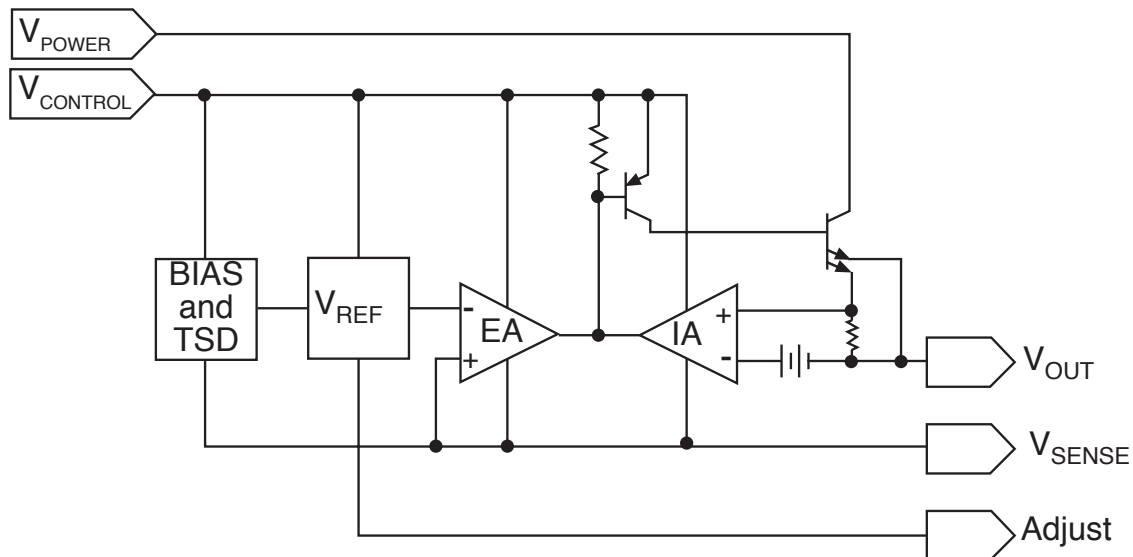 VPOWER
VCONTROL
BIAS
and
TSD
VREF
-
EA
+
+
IA
-
VOUT
VSENSE
Adjust